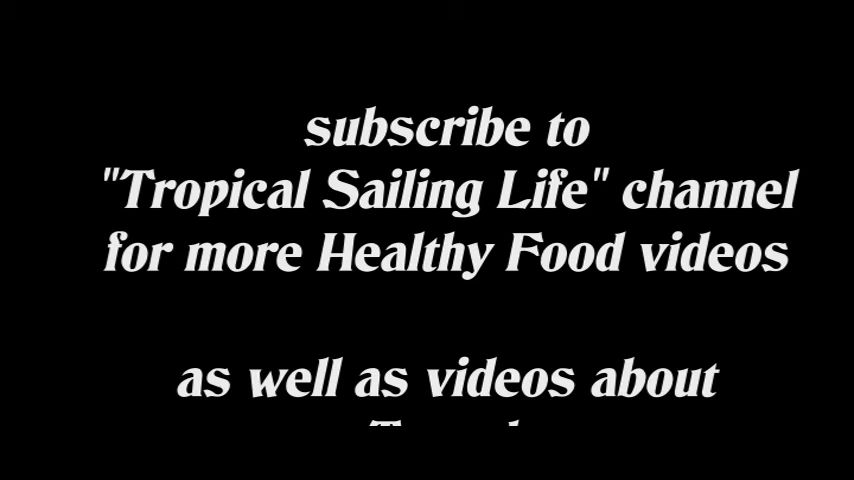 subscribe to
"Tropical Sailing Life" channel
for more Healthy Food videos
as well as videos about